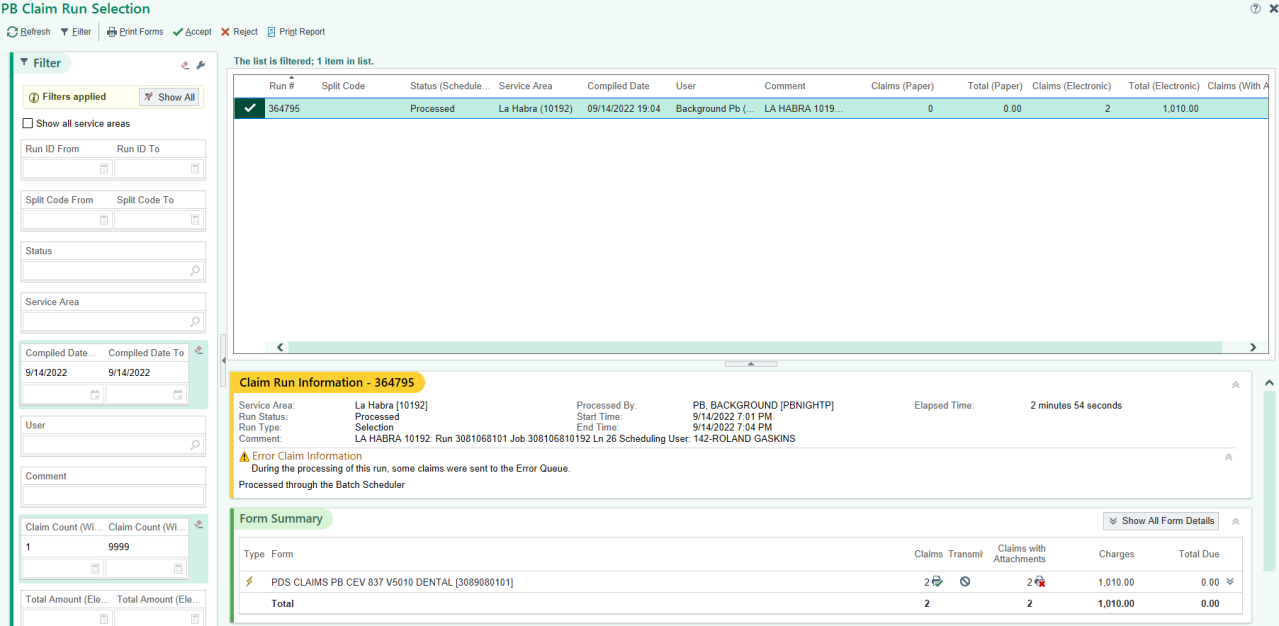 PB Claim Run Selection
Refresh Filter Print Forms Accept Reject Print Report
Filter
Filters applied Show All
Show all service areas
Run ID From Run ID To
Split Code From Split Code To
Status
Service Area
Compiled Date... Compiled Date To
9/14/2022 9/14/2022
User
Comment
Claim Count (Wi... Claim Count (Wi...
1 9999
Total Amount (Ele... Total Amount (Ele...
The list is filtered; 1 item in list.
Run # Split Code Status (Schedule... Service Area Compiled Date User Comment Claims (Paper) Total (Paper) Claims (Electronic) Total (Electronic) Claims (With A
364795 Processed La Habra (10192) 09/14/2022 19:04 Background Pb (... LA HABRA 1019... 0 0.00 2 1,010.00
Claim Run Information - 364795
Service Area: La Habra [10192] Processed By: PB, BACKGROUND [PBNIGHTP] Elapsed Time: 2 minutes 54 seconds
Run Status: Processed Start Time: 9/14/2022 7:01 PM
Run Type: Selection End Time: 9/14/2022 7:04 PM
Comment: LA HABRA 10192: Run 3081068101 Job 308106810192 Ln 26 Scheduling User: 142-ROLAND GASKINS
Error Claim Information
During the processing of this run, some claims were sent to the Error Queue.
Processed through the Batch Scheduler
Form Summary Show All Form Details
Type Form Claims Transmi Claims with Attachments Charges Total Due
PDS CLAIMS PB CEV 837 V5010 DENTAL [3089080101] 2 2 1,010.00 0.00
Total 2 2 1,010.00 0.00